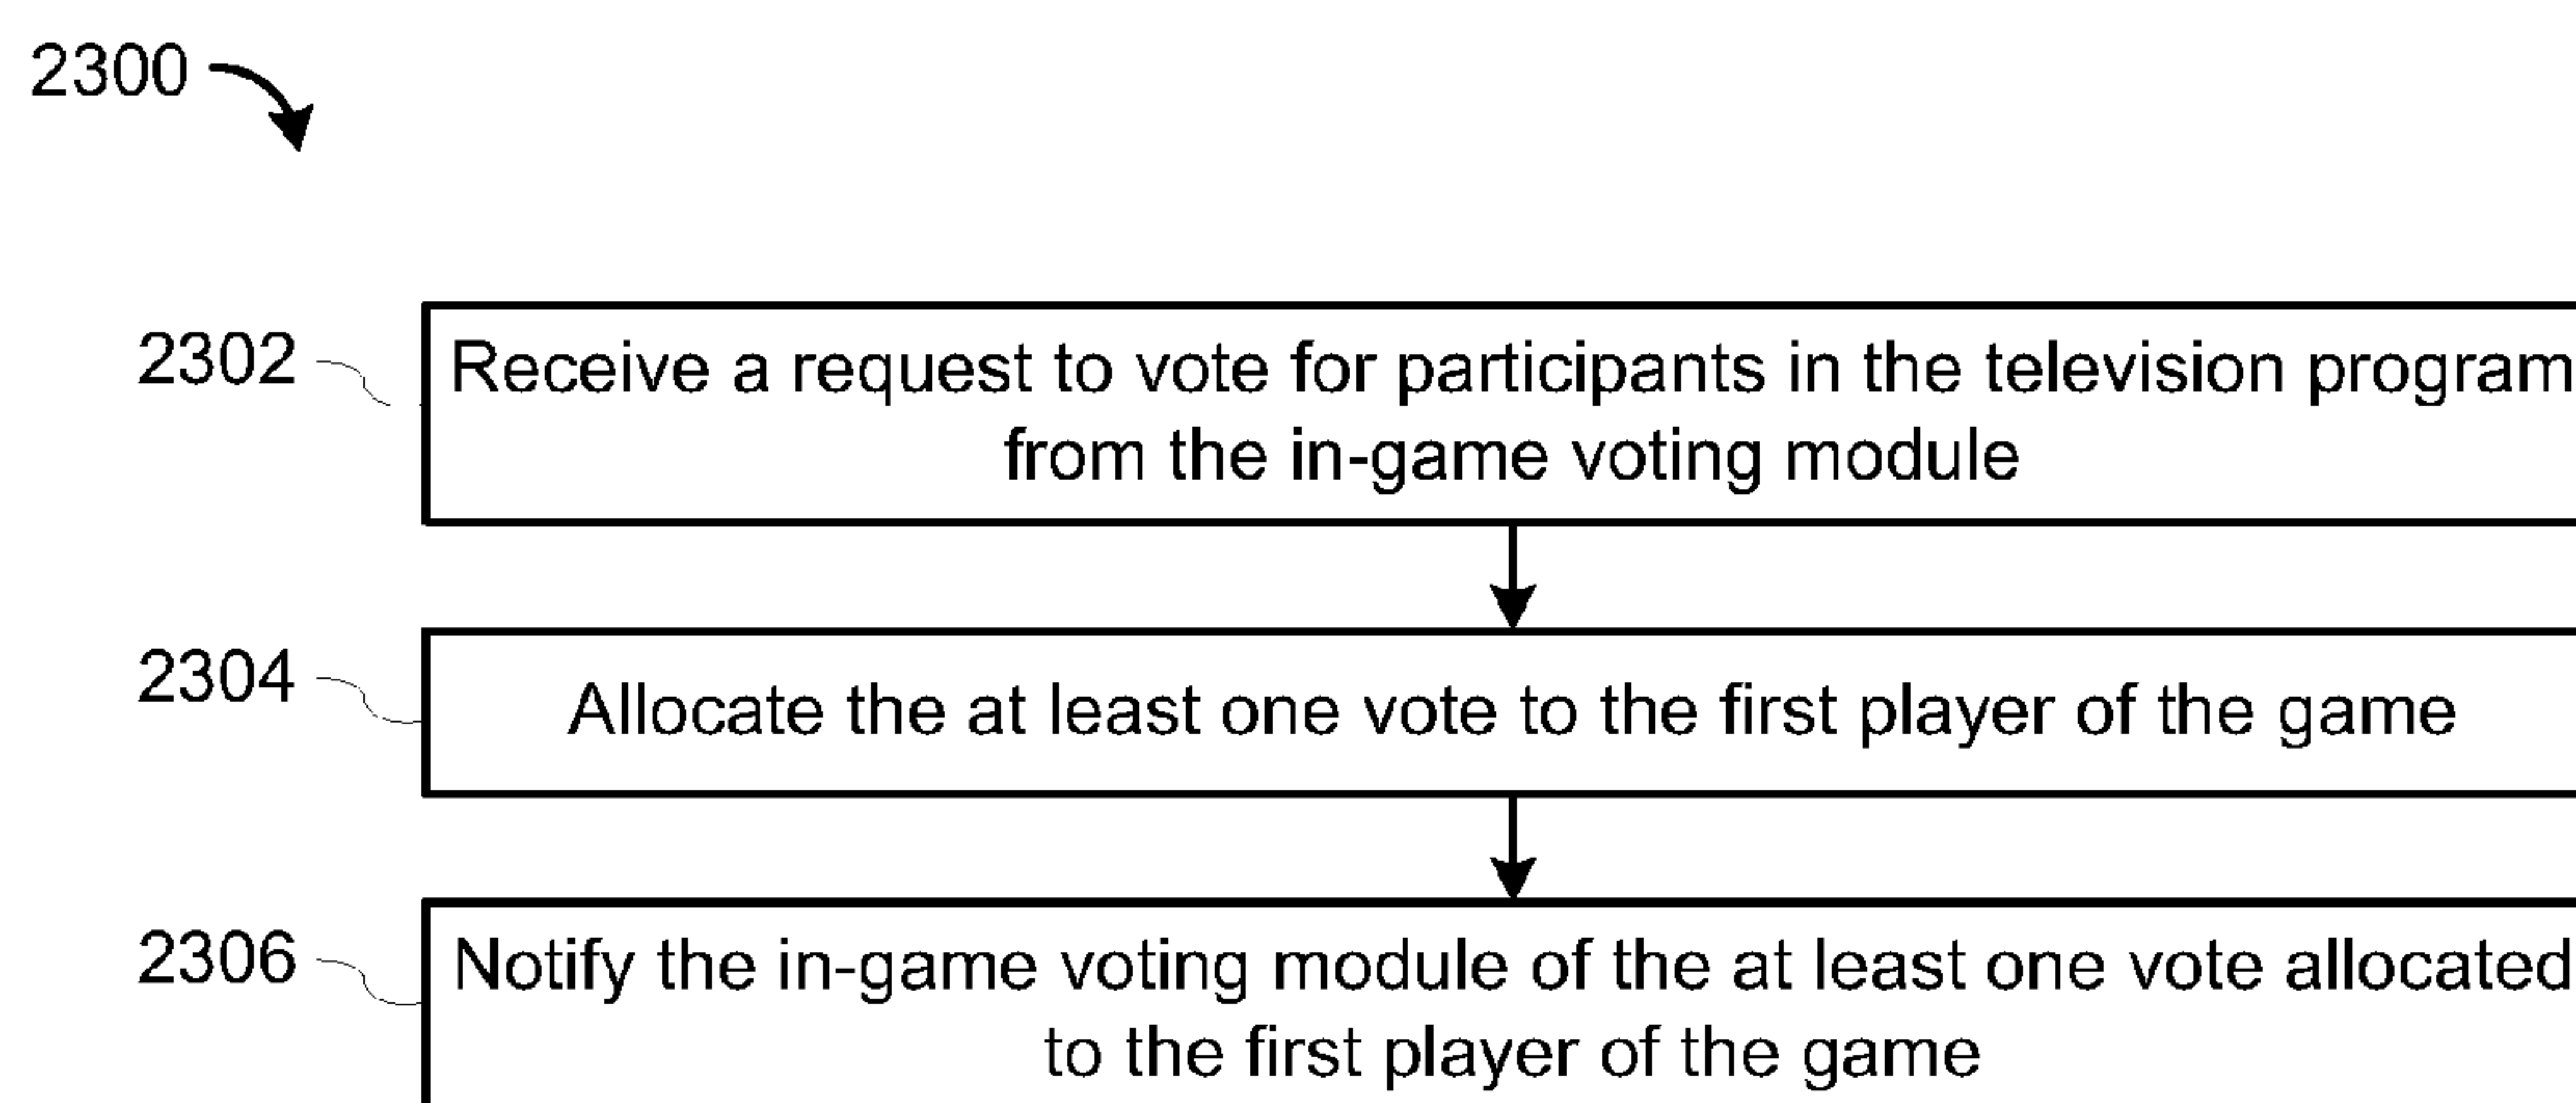 2300
2302
Receive a request to vote for participants in the television program
from the in-game voting module
2304
Allocate the at least one vote to the first player of the game
2306
Notify the in-game voting module of the at least one vote allocated
to the first player of the game